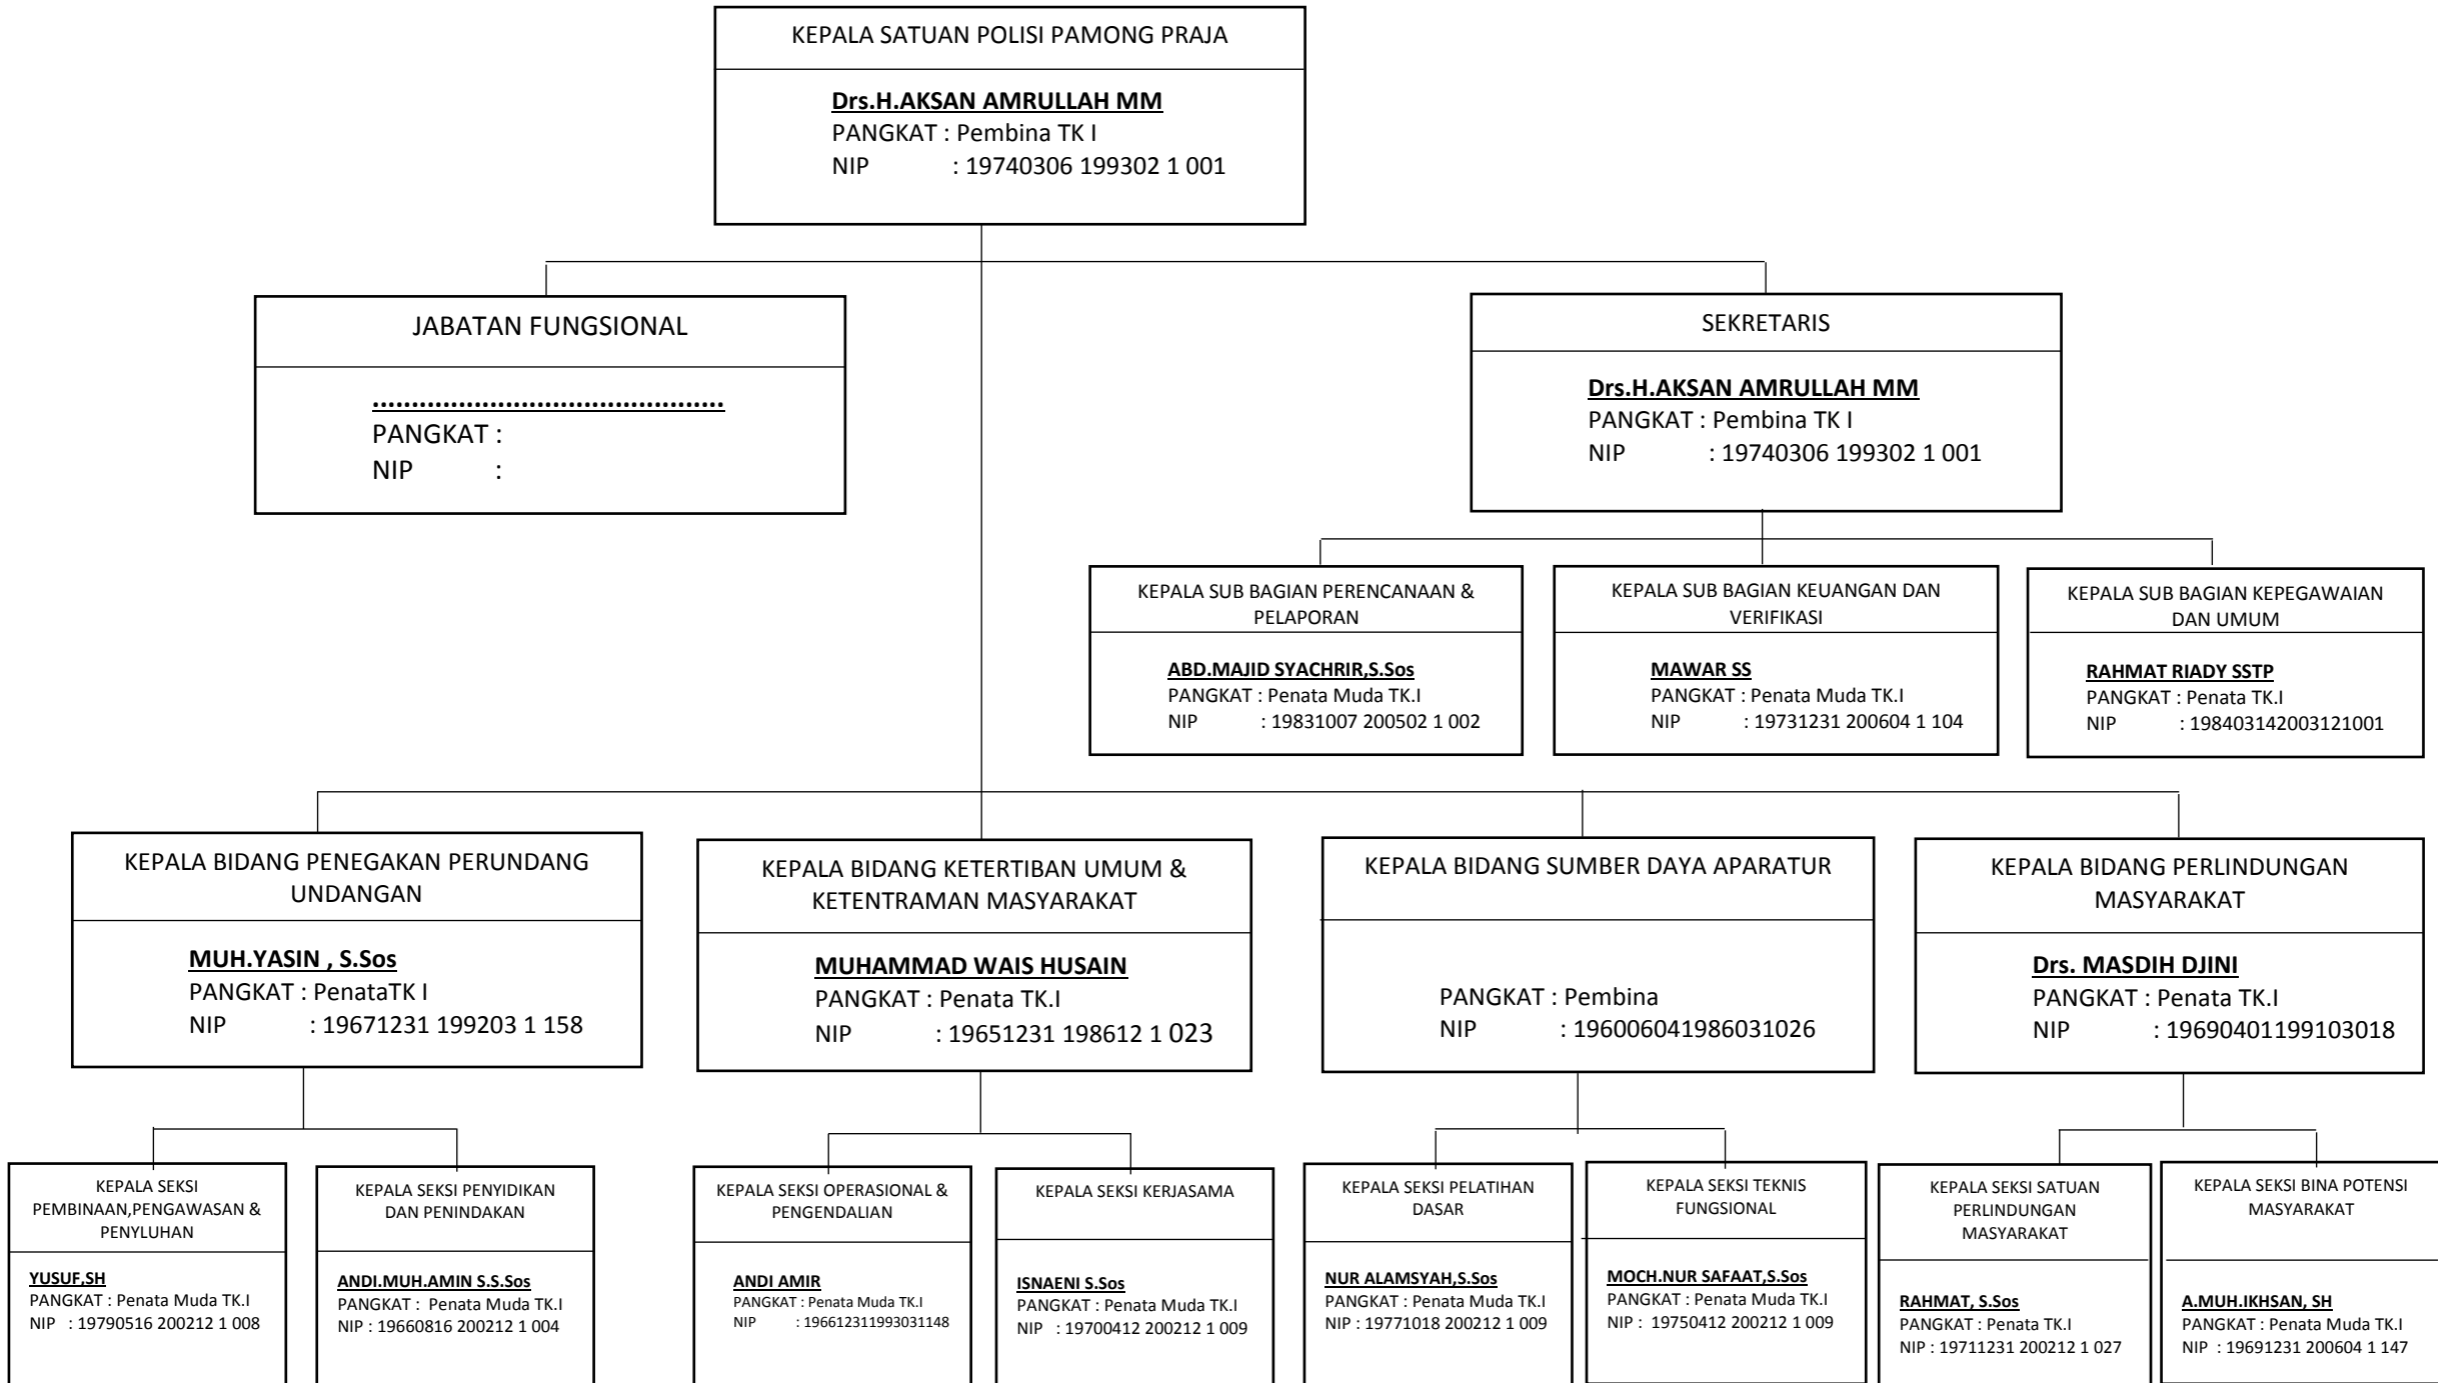 KEPALA SATUAN POLISI PAMONG PRAJA
Drs.H.AKSAN AMRULLAH MM
PANGKAT : Pembina TK I
NIP : 19740306 199302 1 001
JABATAN FUNGSIONAL
.............................................
PANGKAT :
NIP :
SEKRETARIS
Drs.H.AKSAN AMRULLAH MM
PANGKAT : Pembina TK I
NIP : 19740306 199302 1 001
KEPALA SUB BAGIAN PERENCANAAN &
PELAPORAN
ABD.MAJID SYACHRIR,S.Sos
PANGKAT : Penata Muda TK.I
NIP : 19831007 200502 1 002
KEPALA SUB BAGIAN KEUANGAN DAN
VERIFIKASI
MAWAR SS
PANGKAT : Penata Muda TK.I
NIP : 19731231 200604 1 104
KEPALA SUB BAGIAN KEPEGAWAIAN
DAN UMUM
RAHMAT RIADY SSTP
PANGKAT : Penata TK.I
NIP : 198403142003121001
KEPALA BIDANG PENEGAKAN PERUNDANG
UNDANGAN
MUH.YASIN , S.Sos
PANGKAT : PenataTK I
NIP : 19671231 199203 1 158
KEPALA BIDANG KETERTIBAN UMUM &
KETENTRAMAN MASYARAKAT
MUHAMMAD WAIS HUSAIN
PANGKAT : Penata TK.I
NIP : 19651231 198612 1 023
KEPALA BIDANG SUMBER DAYA APARATUR
PANGKAT : Pembina
NIP : 196006041986031026
KEPALA BIDANG PERLINDUNGAN
MASYARAKAT
Drs. MASDIH DJINI
PANGKAT : Penata TK.I
NIP : 19690401199103018
KEPALA SEKSI
PEMBINAAN,PENGAWASAN &
PENYLUHAN
YUSUF,SH
PANGKAT : Penata Muda TK.I
NIP : 19790516 200212 1 008
KEPALA SEKSI PENYIDIKAN
DAN PENINDAKAN
ANDI.MUH.AMIN S.S.Sos
PANGKAT : Penata Muda TK.I
NIP : 19660816 200212 1 004
KEPALA SEKSI OPERASIONAL &
PENGENDALIAN
ANDI AMIR
PANGKAT : Penata Muda TK.I
NIP : 196612311993031148
KEPALA SEKSI KERJASAMA
ISNAENI S.Sos
PANGKAT : Penata Muda TK.I
NIP : 19700412 200212 1 009
KEPALA SEKSI PELATIHAN
DASAR
NUR ALAMSYAH,S.Sos
PANGKAT : Penata Muda TK.I
NIP : 19771018 200212 1 009
KEPALA SEKSI TEKNIS
FUNGSIONAL
MOCH.NUR SAFAAT,S.Sos
PANGKAT : Penata Muda TK.I
NIP : 19750412 200212 1 009
KEPALA SEKSI SATUAN
PERLINDUNGAN
MASYARAKAT
RAHMAT, S.Sos
PANGKAT : Penata TK.I
NIP : 19711231 200212 1 027
KEPALA SEKSI BINA POTENSI
MASYARAKAT
A.MUH.IKHSAN, SH
PANGKAT : Penata Muda TK.I
NIP : 19691231 200604 1 147